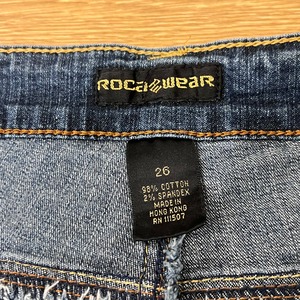 ROCAWEAR
26
98% COTTON
2% SPANDEX
MADE IN
HONG KONG
RN 111507